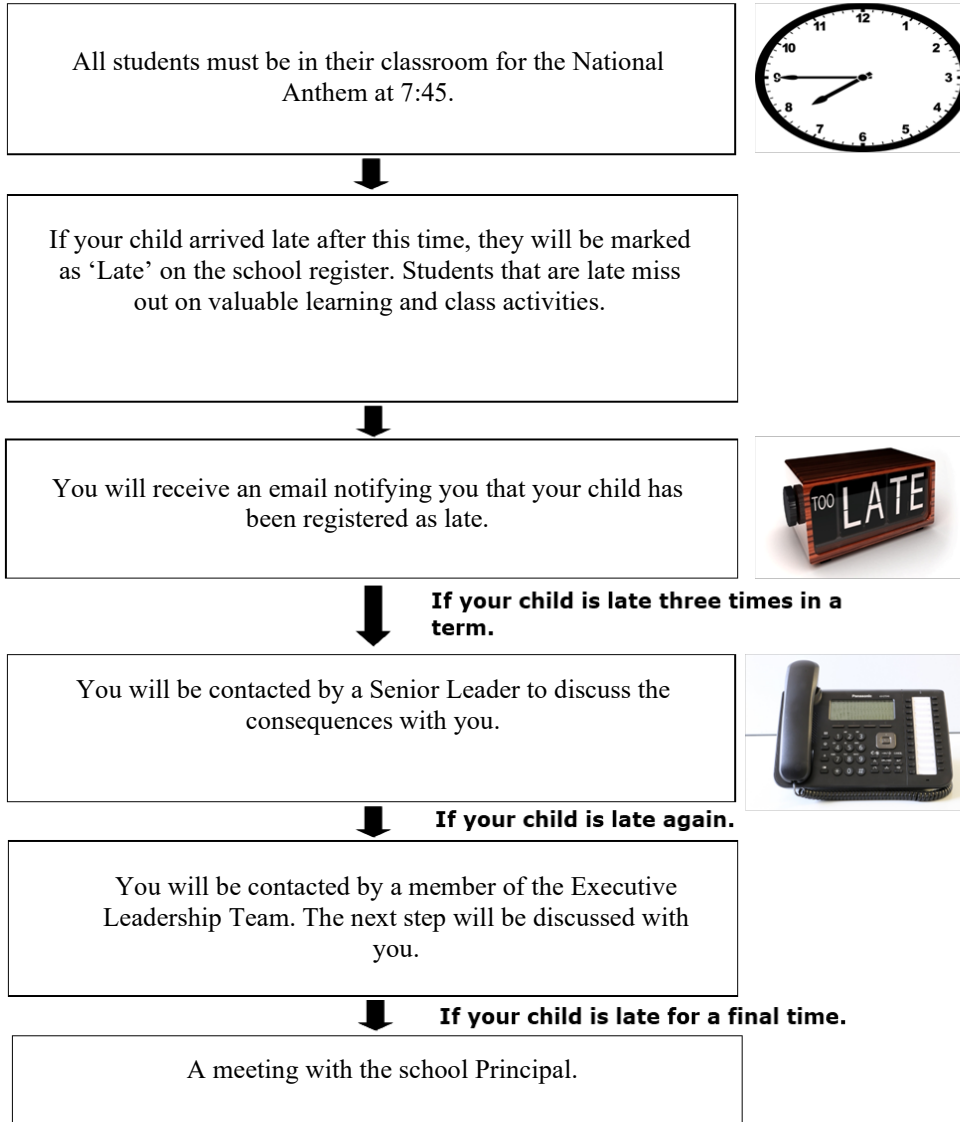 All students must be in their classroom for the National
Anthem at 7:45.
12
1
2
3
4
5
6
7
8
9
10
11
If your child arrived late after this time, they will be marked
as ‘Late’ on the school register. Students that are late miss
out on valuable learning and class activities.
You will receive an email notifying you that your child has
been registered as late.
TOO LATE
If your child is late three times in a
term.
You will be contacted by a Senior Leader to discuss the
consequences with you.
Panasonic
If your child is late again.
You will be contacted by a member of the Executive
Leadership Team. The next step will be discussed with
you.
If your child is late for a final time.
A meeting with the school Principal.